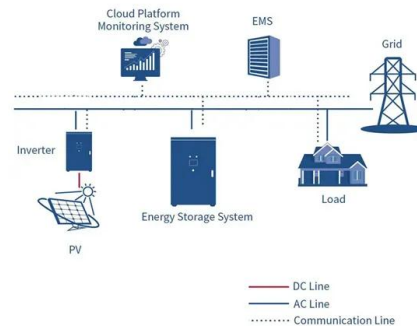 Cloud Platform
Monitoring System
EMS
Grid
Inverter
Energy Storage System
Load
PV
DC Line
AC Line
Communication Line